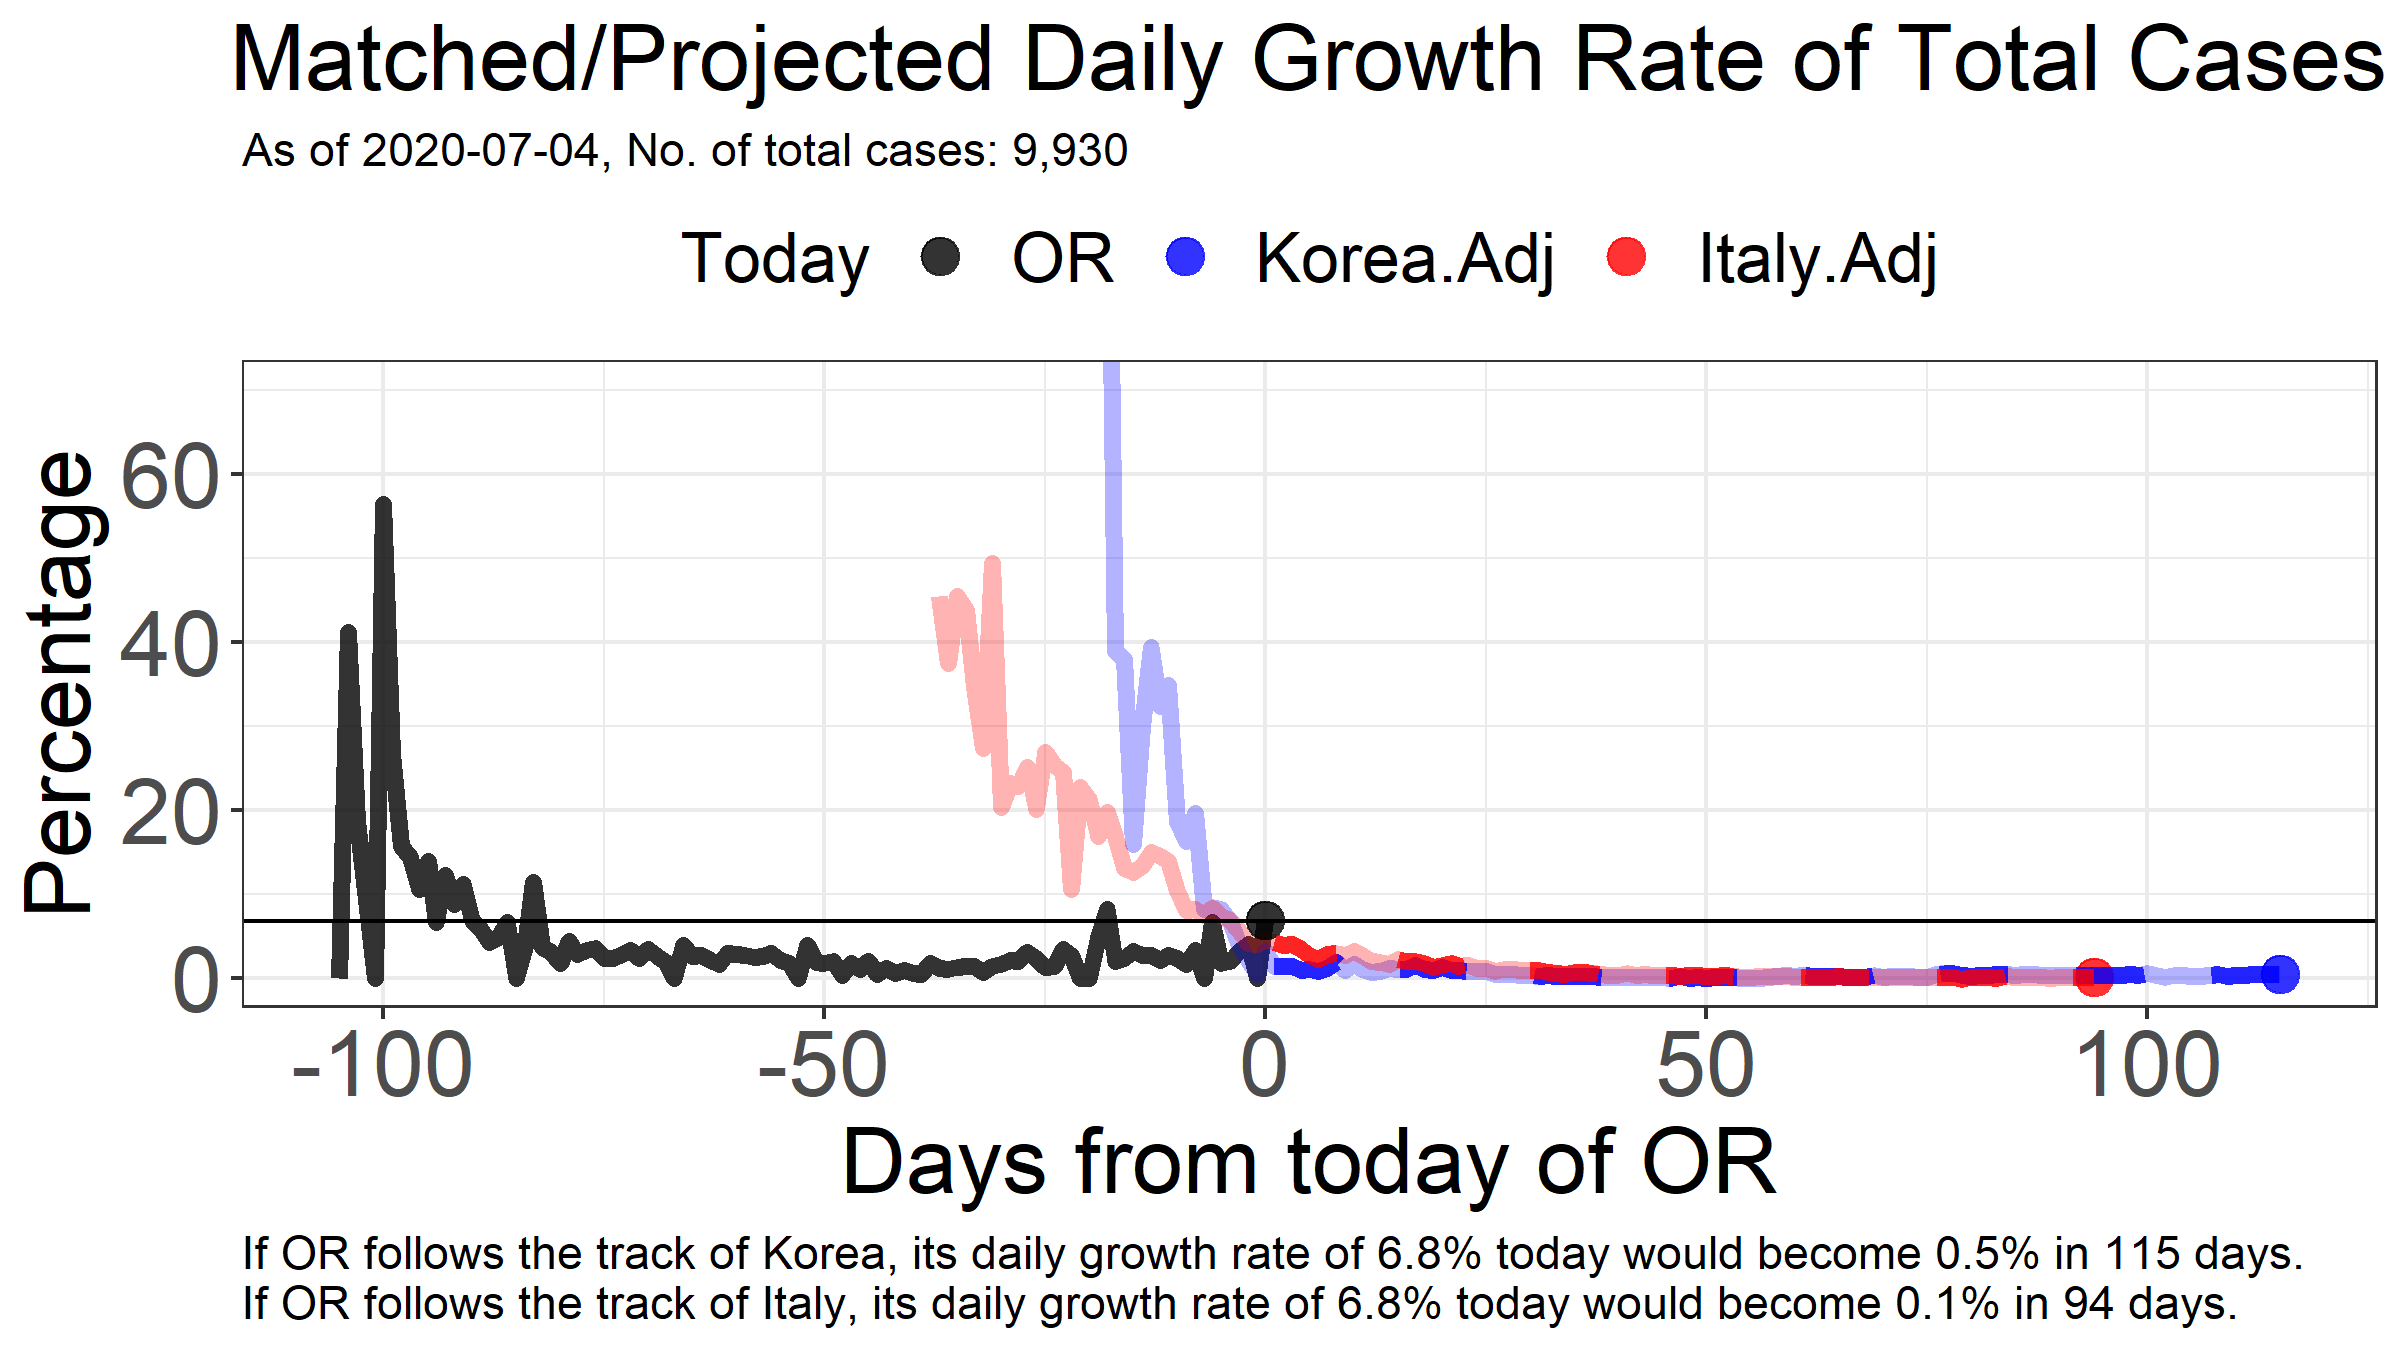 Matched/Projected Daily Growth Rate of Total Cases
As of 2020-07-04, No. of total cases: 9,930
Today OR Korea.Adj Italy.Adj
Percentage
60
40
20
0
-100 -50 0 50 100
Days from today of OR
If OR follows the track of Korea, its daily growth rate of 6.8% today would become 0.5% in 115 days.
If OR follows the track of Italy, its daily growth rate of 6.8% today would become 0.1% in 94 days.